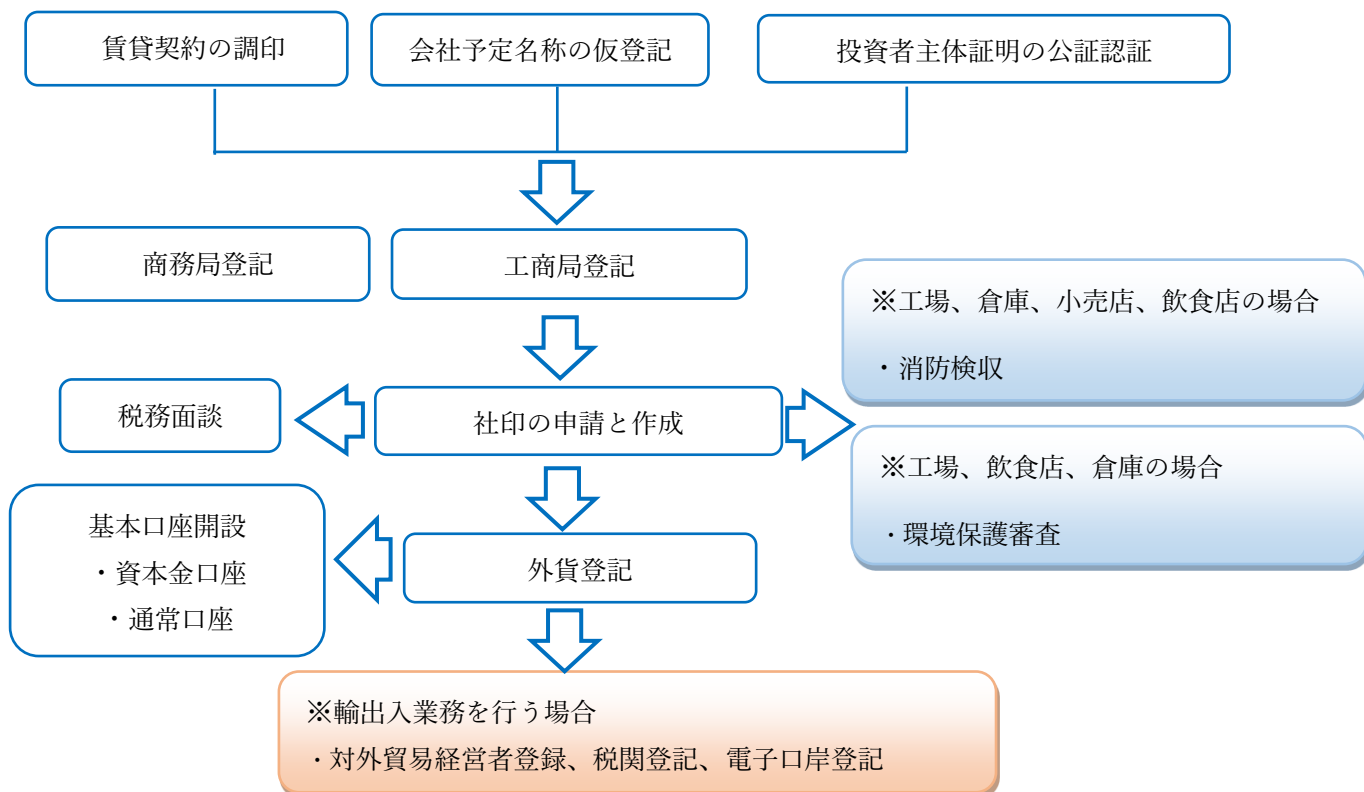 賃貸契約の調印
会社予定名称の仮登記
投資者主体証明の公証認証
商務局登記
工商局登記
※工場、倉庫、小売店、飲食店の場合
・消防検収
税務面談
社印の申請と作成
※工場、飲食店、倉庫の場合
・環境保護審査
基本口座開設
・資本金口座
・通常口座
外貨登記
※輸出入業務を行う場合
・対外貿易経営者登録、税関登記、電子口岸登記